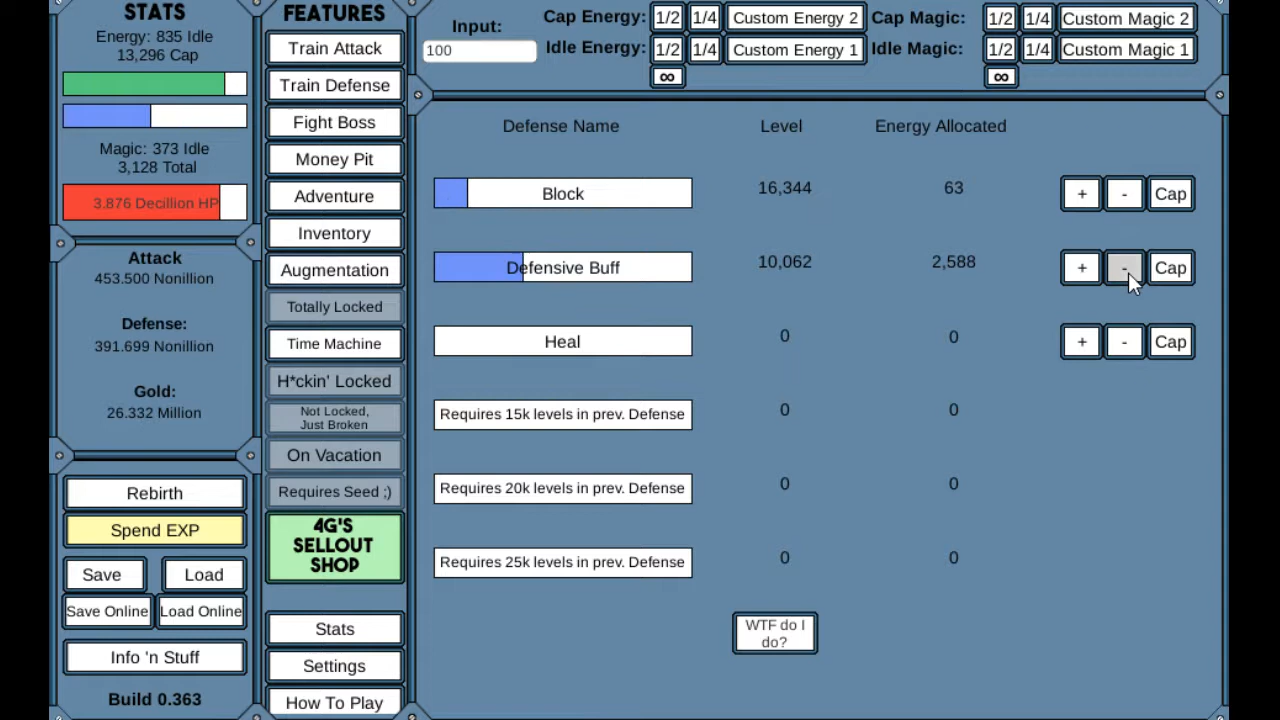 STATS
Energy: 835 Idle
13,296 Cap
Magic: 373 Idle
3,128 Total
3.876 Decillion HP
Attack
453.500 Nonillion
Defense:
391.699 Nonillion
Gold:
26.332 Million
Rebirth
Spend EXP
Save
Load
Save Online
Load Online
Info 'n Stuff
Build 0.363
FEATURES
Train Attack
Train Defense
Fight Boss
Money Pit
Adventure
Inventory
Augmentation
Totally Locked
Time Machine
H*ckin' Locked
Not Locked,
Just Broken
On Vacation
Requires Seed ;)
4G'S
SELLOUT
SHOP
Stats
Settings
How To Play
Input:
100
Cap Energy: 1/2 1/4 Custom Energy 2 Cap Magic: 1/2 1/4 Custom Magic 2
Idle Energy: 1/2 1/4 Custom Energy 1 Idle Magic: 1/2 1/4 Custom Magic 1
∞ ∞
Defense Name Level Energy Allocated
Block 16,344 63 + - Cap
Defensive Buff 10,062 2,588 + - Cap
Heal 0 0 + - Cap
Requires 15k levels in prev. Defense 0 0
Requires 20k levels in prev. Defense 0 0
Requires 25k levels in prev. Defense 0 0
WTF do I
do?